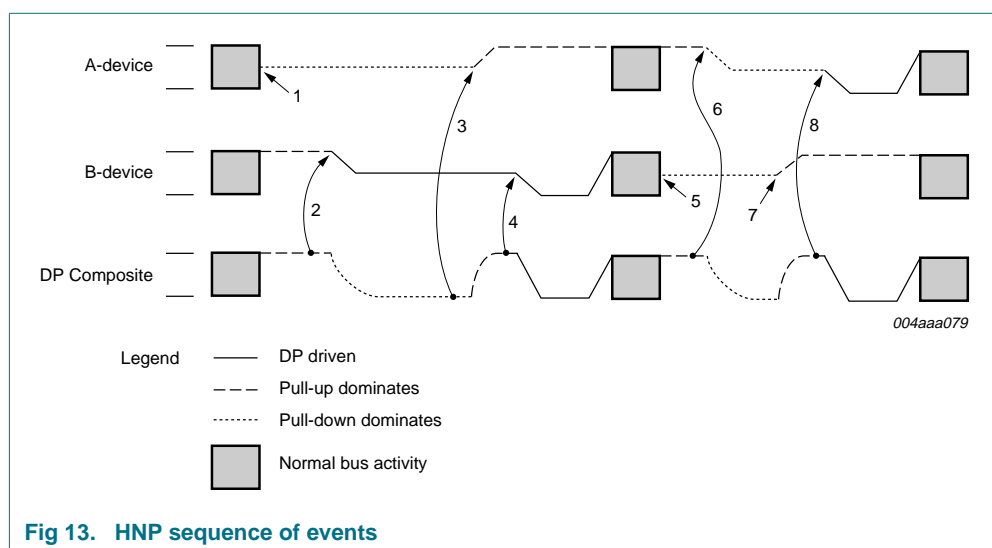 A-device
1
3
6
8
B-device
2
4
5
7
DP Composite
004aaa079
Legend
DP driven
Pull-up dominates
Pull-down dominates
Normal bus activity
Fig 13. HNP sequence of events